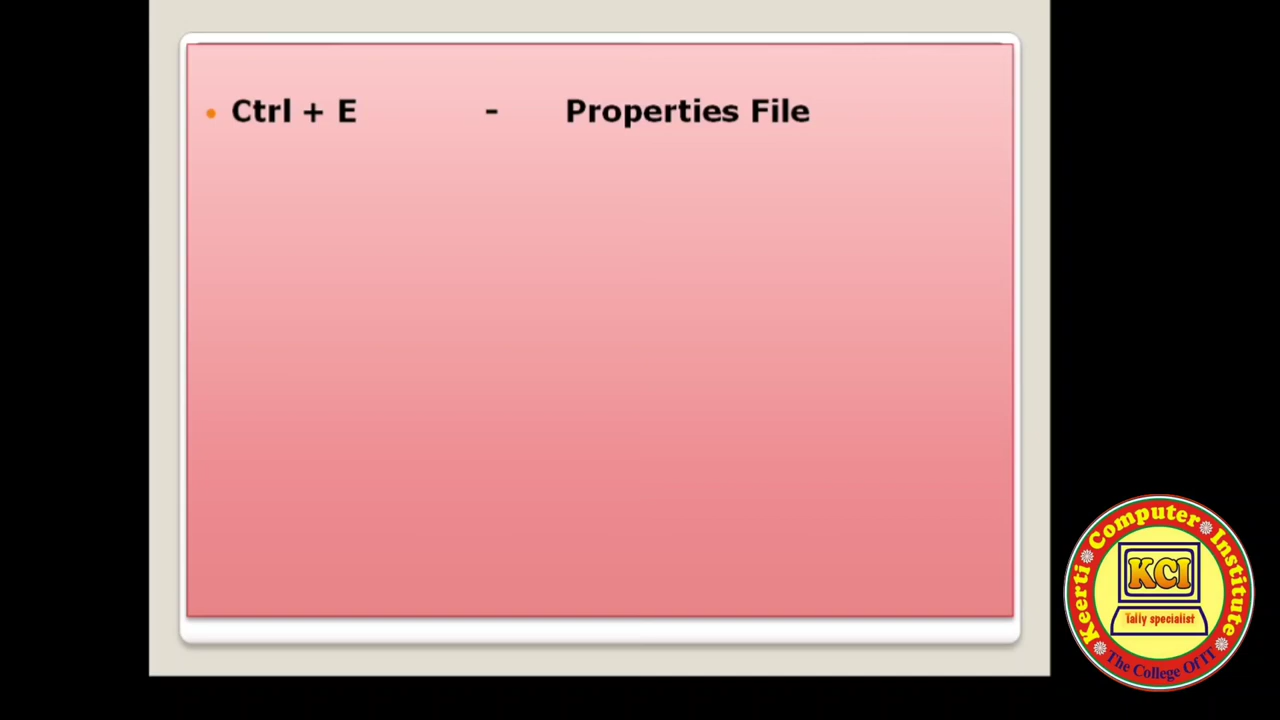 • Ctrl + E - Properties File
Keerti Computer Institute
KCI
Tally specialist
The College Of IT